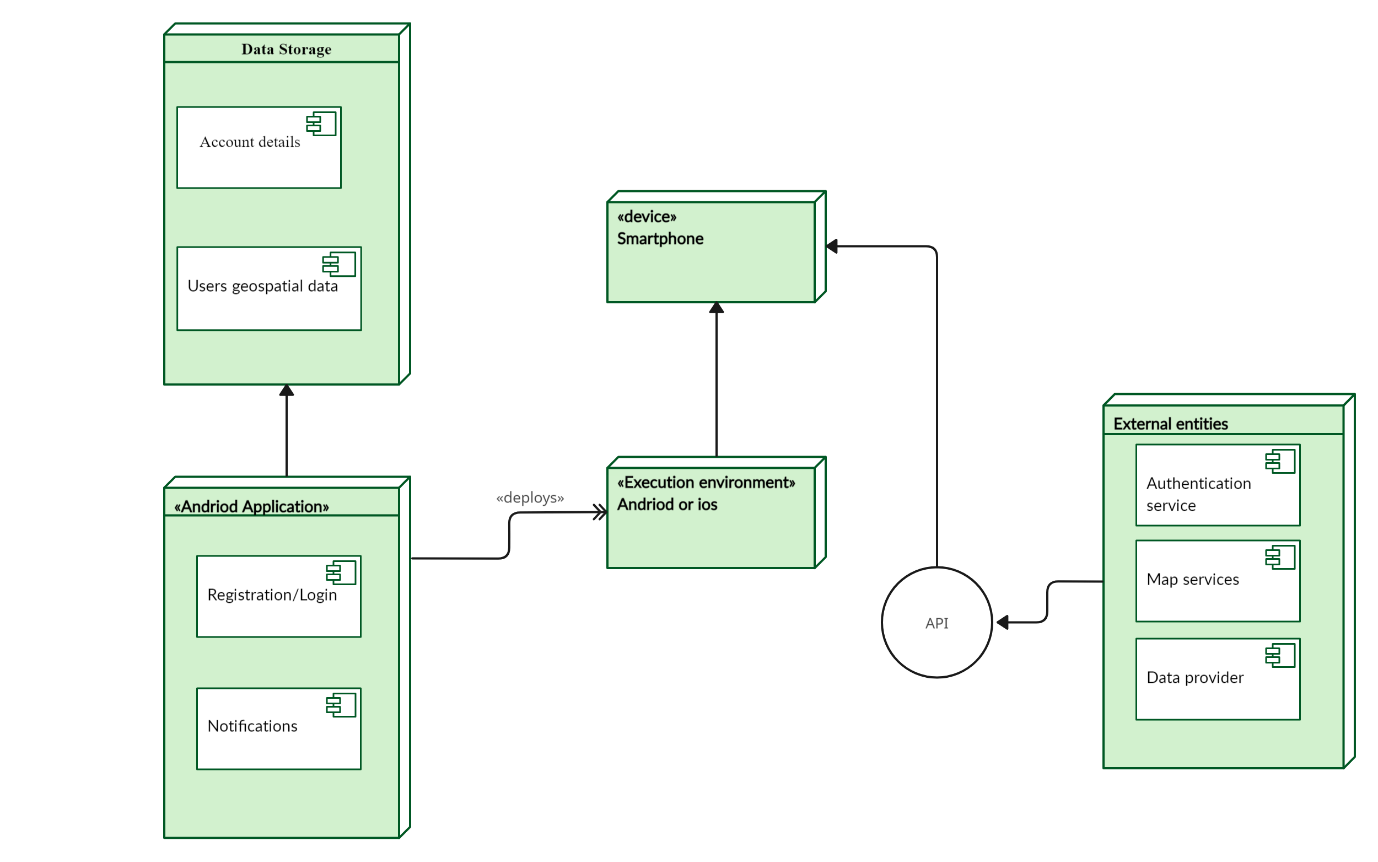 Data Storage
Account details
Users geospatial data
«device»
Smartphone
«Andriod Application»
Registration/Login
Notifications
«deploys»
«Execution environment»
Andriod or ios
API
External entities
Authentication
service
Map services
Data provider